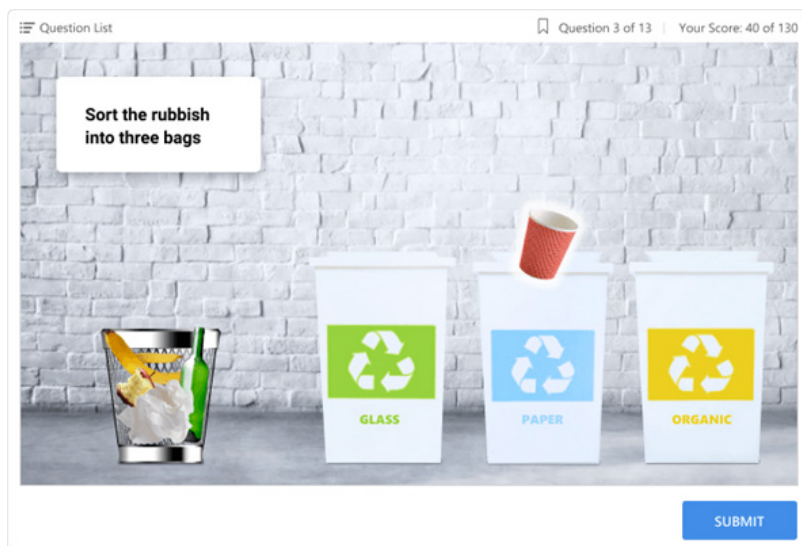 Question List
Question 3 of 13 | Your Score: 40 of 130
Sort the rubbish
into three bags
GLASS
PAPER
ORGANIC
SUBMIT